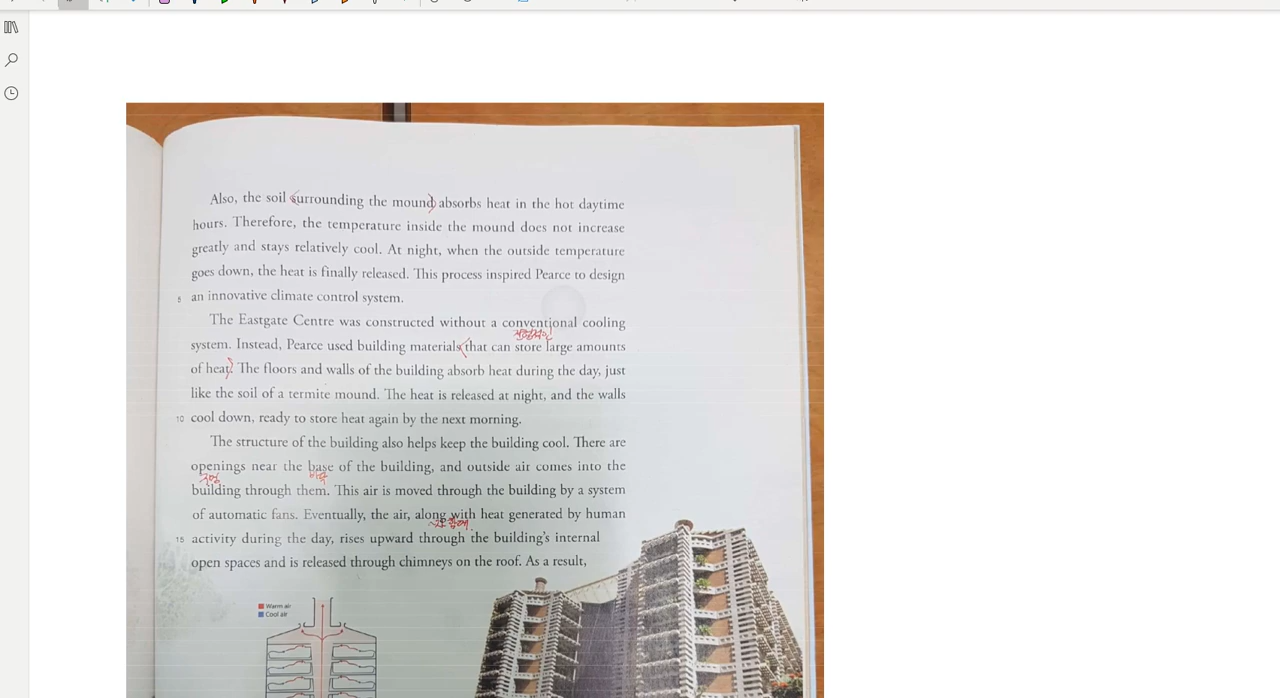 Also, the soil surrounding the mound absorbs heat in the hot daytime
hours. Therefore, the temperature inside the mound does not increase
greatly and stays relatively cool. At night, when the outside temperature
goes down, the heat is finally released. This process inspired Pearce to design
5 an innovative climate control system.
The Eastgate Centre was constructed without a conventional cooling
system. Instead, Pearce used building materials that can store large amounts
of heat. The floors and walls of the building absorb heat during the day, just
like the soil of a termite mound. The heat is released at night, and the walls
10 cool down, ready to store heat again by the next morning.
The structure of the building also helps keep the building cool. There are
openings near the base of the building, and outside air comes into the
구멍
building through them. This air is moved through the building by a system
of automatic fans. Eventually, the air, along with heat generated by human
15 activity during the day, rises upward through the building's internal
open spaces and is released through chimneys on the roof. As a result,
Warm air
Cool air